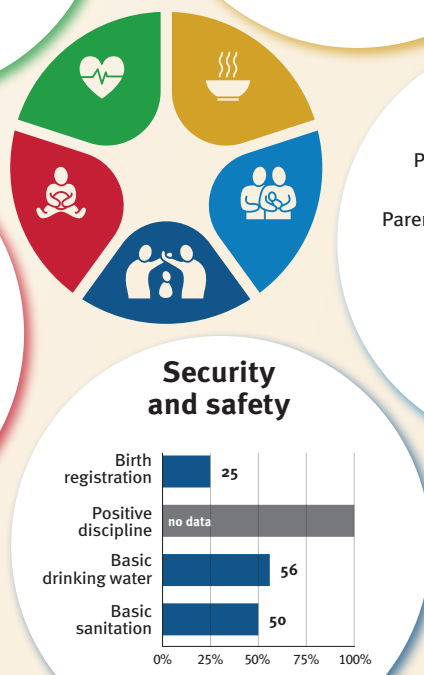 P
Paren
Security
and safety
Birth
registration
25
Positive
discipline
no data
Basic
drinking water
56
Basic
sanitation
50
0% 25% 50% 75% 100%